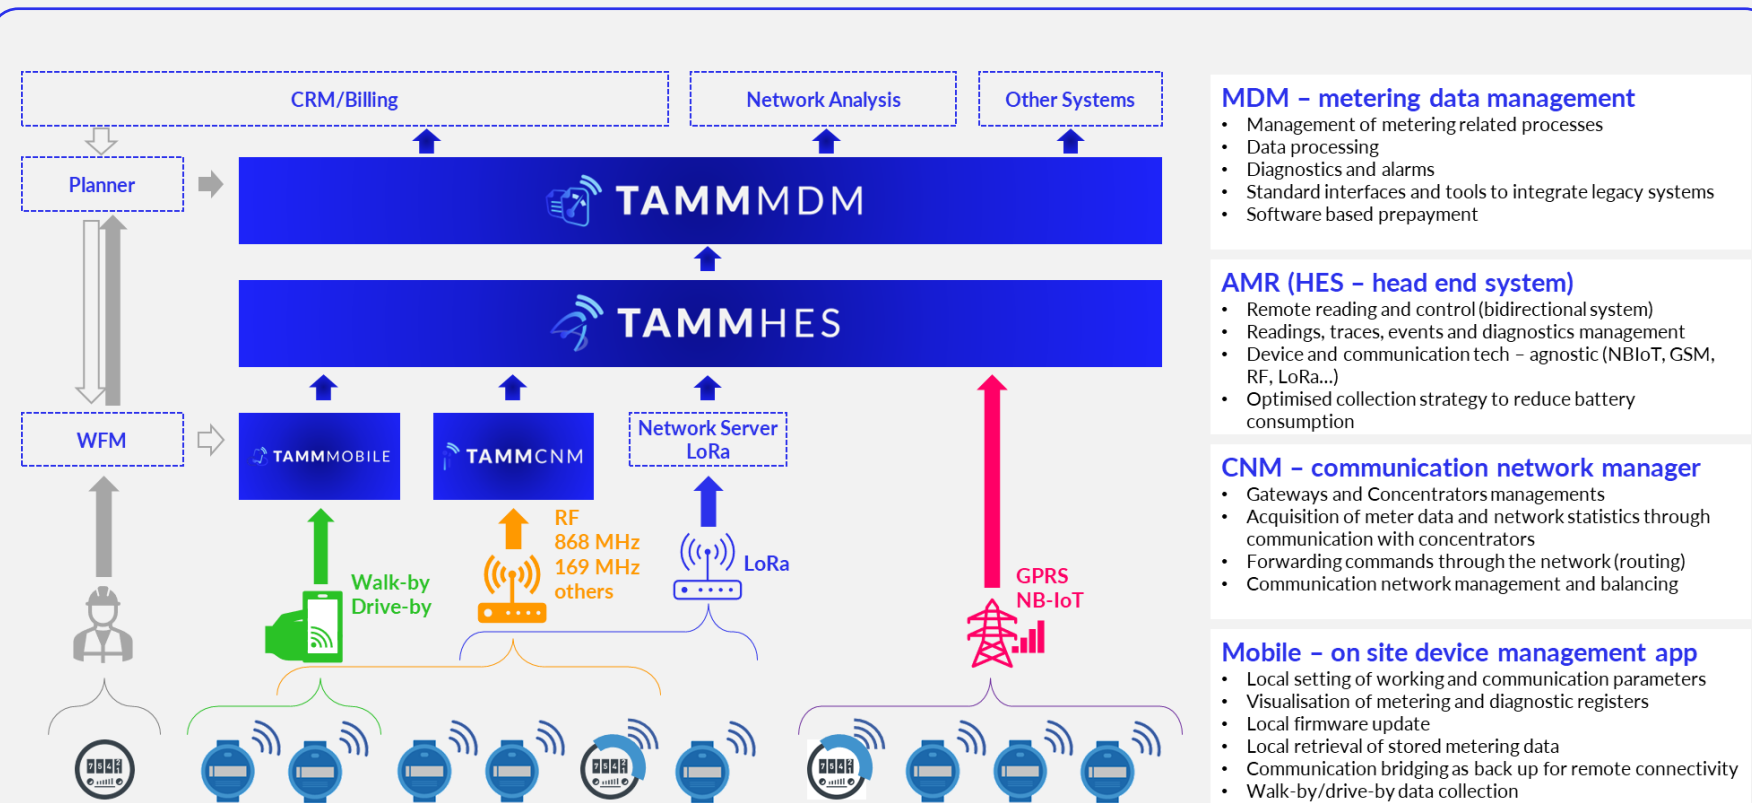 CRM/Billing
Network Analysis
Other Systems
Planner
TAMMMDM
TAMMHES
WFM
TAMMMOBILE
TAMMCNM
Network Server
LoRa
RF
868 MHz
169 MHz
others
LoRa
Walk-by
Drive-by
GPRS
NB-IoT
MDM – metering data management
• Management of metering related processes
• Data processing
• Diagnostics and alarms
• Standard interfaces and tools to integrate legacy systems
• Software based prepayment
AMR (HES – head end system)
• Remote reading and control (bidirectional system)
• Readings, traces, events and diagnostics management
• Device and communication tech – agnostic (NBIoT, GSM,
RF, LoRa...)
• Optimised collection strategy to reduce battery
consumption
CNM – communication network manager
• Gateways and Concentrators managements
• Acquisition of meter data and network statistics through
communication with concentrators
• Forwarding commands through the network (routing)
• Communication network management and balancing
Mobile – on site device management app
• Local setting of working and communication parameters
• Visualisation of metering and diagnostic registers
• Local firmware update
• Local retrieval of stored metering data
• Communication bridging as back up for remote connectivity
• Walk-by/drive-by data collection